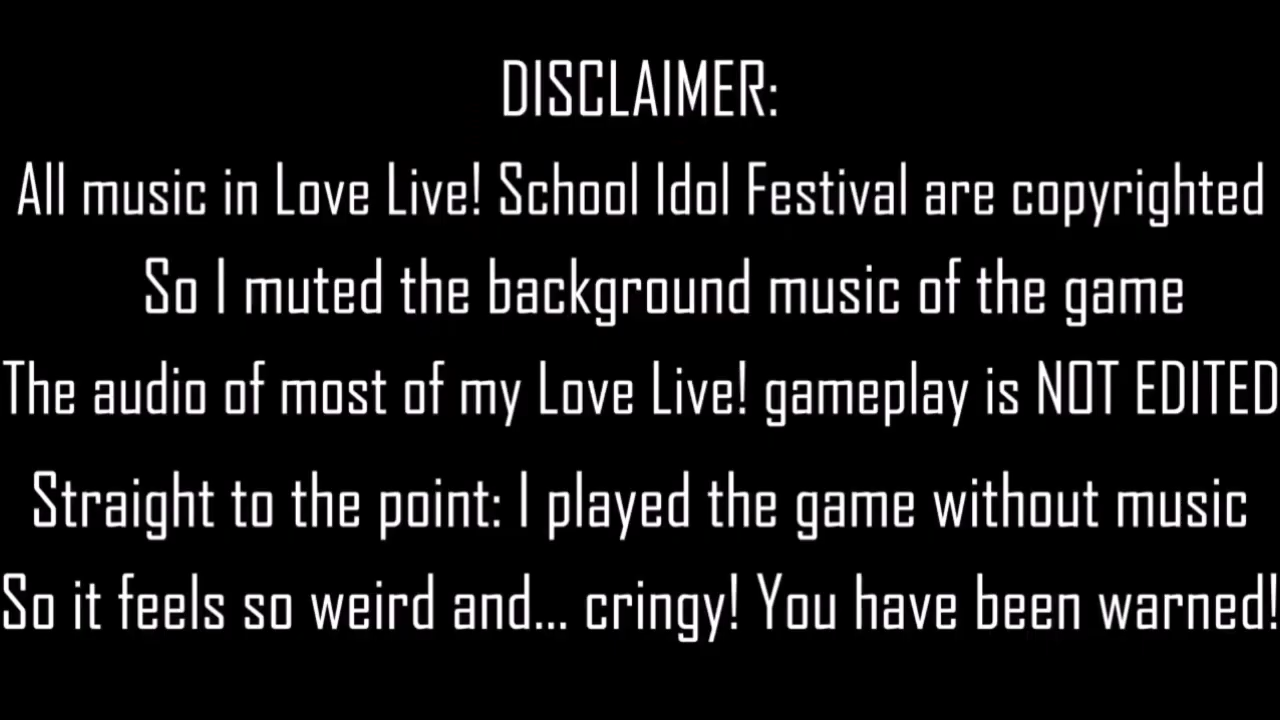 DISCLAIMER:
All music in Love Live! School Idol Festival are copyrighted
So I muted the background music of the game
The audio of most of my Love Live! gameplay is NOT EDITED
Straight to the point: I played the game without music
So it feels so weird and... cringy! You have been warned!